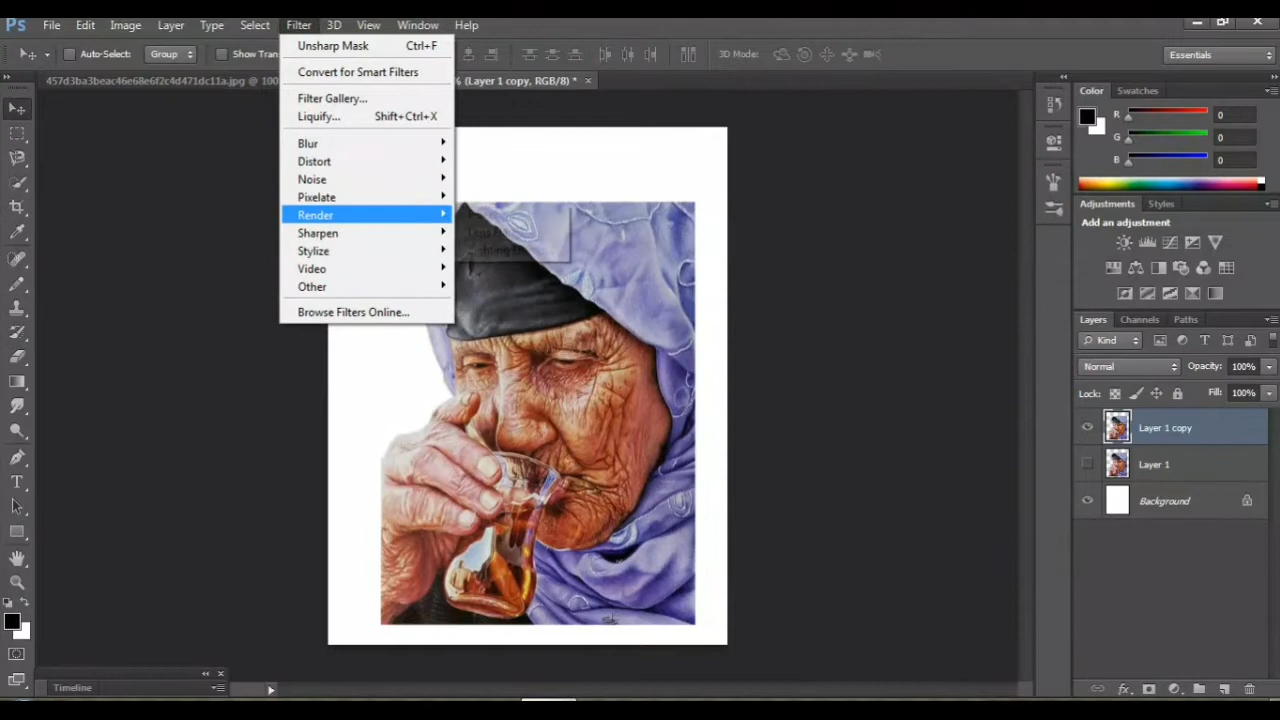 Ps File Edit Image Layer Type Select Filter 3D View Window Help
Auto-Select: Group Show 3D Mode: Essentials
457d3ba3beac46e68e6f2c4d471dc11a.jpg @ % (Layer 1 copy, RGB/8) * ×
Unsharp Mask Ctrl+F
Convert for Smart Filters
Filter Gallery...
Liquify... Shift+Ctrl+X
Blur
Distort
Noise
Pixelate
Render
Sharpen
Stylize
Video
Other
Browse Filters Online...
Color Swatches
R 0
G 0
B 0
Adjustments Styles
Add an adjustment
Layers Channels Paths
Kind
Normal Opacity: 100%
Lock: Fill: 100%
Layer 1 copy
Layer 1
Background
Timeline